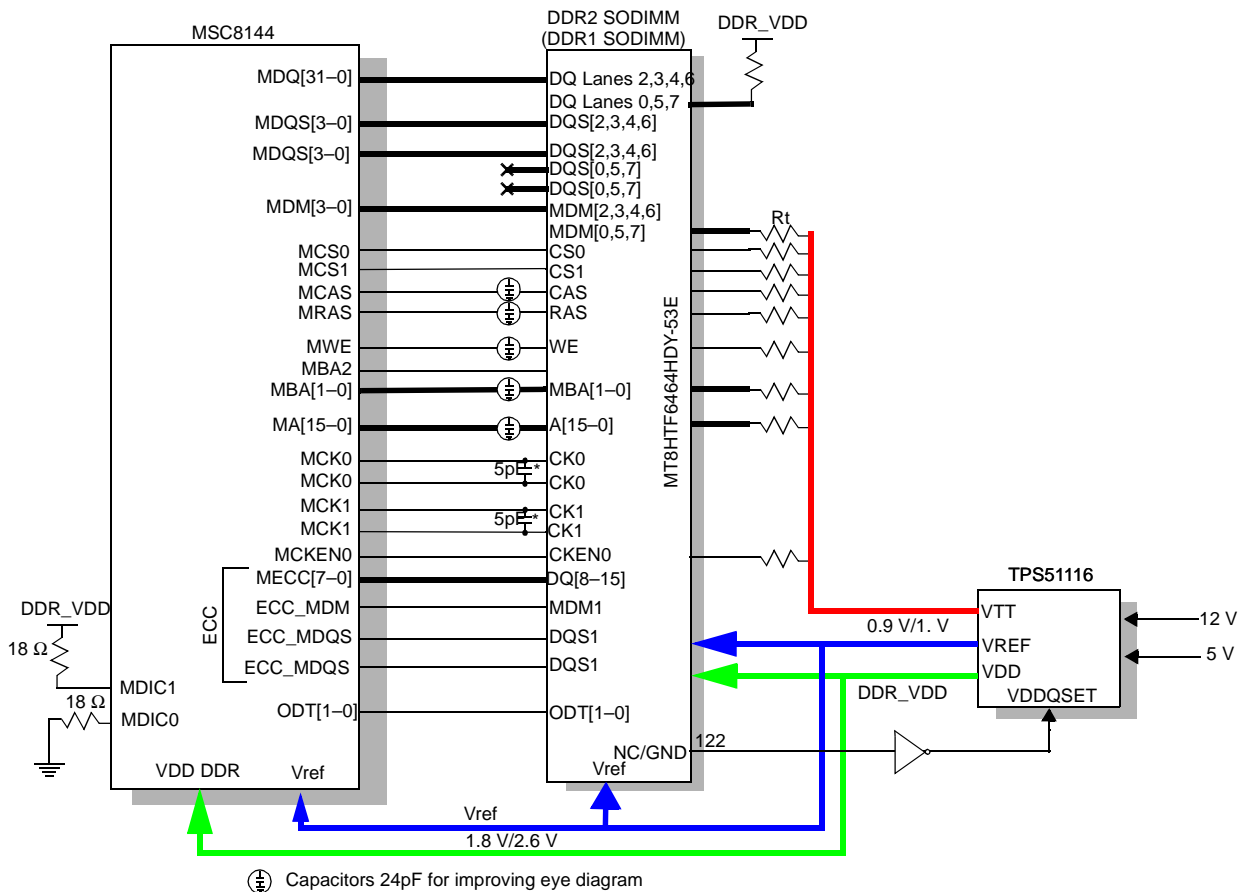 MSC8144
DDR2 SODIMM
(DDR1 SODIMM)
DDR_VDD
MDQ[31–0]
DQ Lanes 2,3,4,6
DQ Lanes 0,5,7
MDQS[3–0]
DQS[2,3,4,6]
MDQS[3–0]
DQS[2,3,4,6]
DQS[0,5,7]
DQS[0,5,7]
MDM[3–0]
MDM[2,3,4,6]
MDM[0,5,7]
Rt
MCS0
CS0
MCS1
CS1
MCAS
CAS
MRAS
RAS
MWE
WE
MBA2
MBA[1–0]
MBA[1–0]
MA[15–0]
A[15–0]
MT8HTF6464HDY-53E
MCK0
CK0
5pF *
MCK0
CK0
MCK1
CK1
5pF *
MCK1
CK1
MCKEN0
CKEN0
MECC[7–0]
DQ[8–15]
ECC
ECC_MDM
MDM1
ECC_MDQS
DQS1
ECC_MDQS
DQS1
ODT[1–0]
ODT[1–0]
DDR_VDD
18 Ω
MDIC1
18 Ω
MDIC0
VDD DDR
Vref
NC/GND
122
Vref
TPS51116
VTT
0.9 V/1. V
VREF
VDD
DDR_VDD
VDDQSET
12 V
5 V
Vref
1.8 V/2.6 V
Capacitors 24pF for improving eye diagram